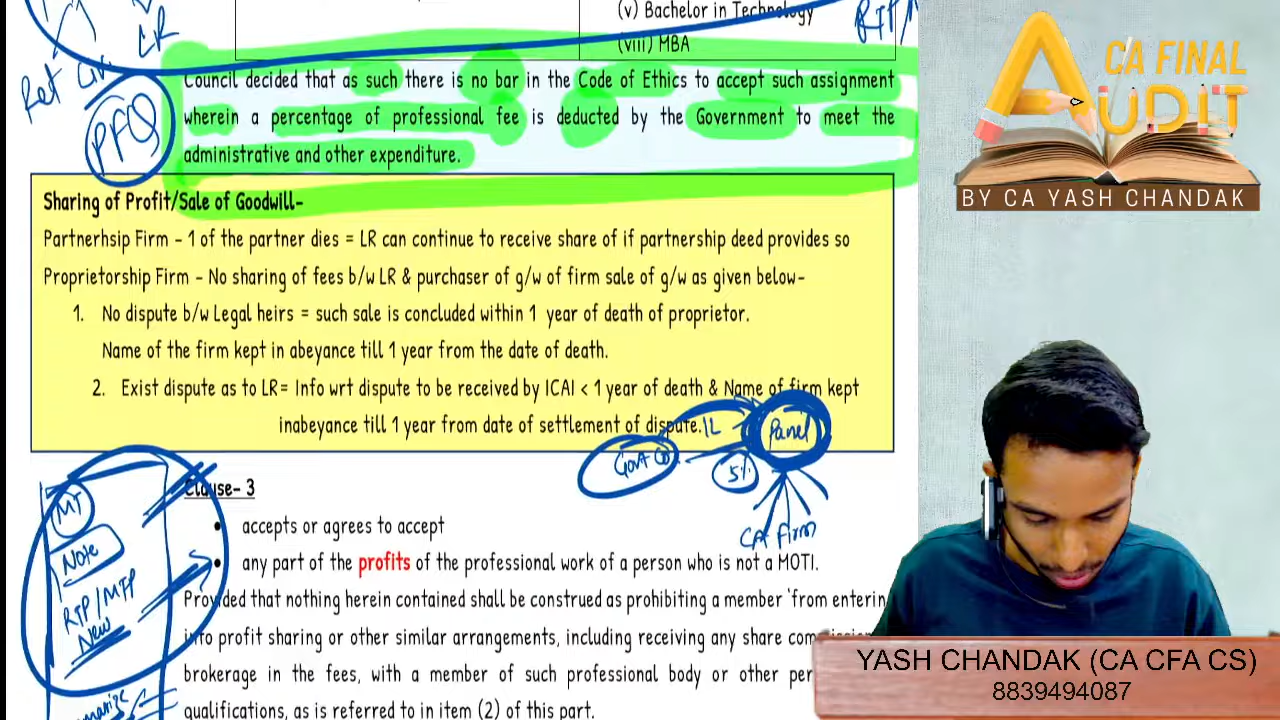 (v) Bachelor in Technology
(viii) MBA
LR
Ret
PFQ
Council decided that as such there is no bar in the Code of Ethics to accept such assignment
wherein a percentage of professional fee is deducted by the Government to meet the
administrative and other expenditure.
Sharing of Profit/Sale of Goodwill-
Partnerhsip Firm - 1 of the partner dies = LR can continue to receive share of if partnership deed provides so
Proprietorship Firm - No sharing of fees b/w LR & purchaser of g/w of firm sale of g/w as given below-
1. No dispute b/w Legal heirs = such sale is concluded within 1 year of death of proprietor.
Name of the firm kept in abeyance till 1 year from the date of death.
2. Exist dispute as to LR= Info wrt dispute to be received by ICAI < 1 year of death & Name of firm kept
inabeyance till 1 year from date of settlement of dispute.
1L
Panel
Govt
5%
CA Firm
MT
Note
RTP/MTP
New
Clause- 3
• accepts or agrees to accept
• any part of the profits of the professional work of a person who is not a MOTI.
Provided that nothing herein contained shall be construed as prohibiting a member 'from enterin
into profit sharing or other similar arrangements, including receiving any share
brokerage in the fees, with a member of such professional body or other
qualifications, as is referred to in item (2) of this part.
CA FINAL
AUDIT
BY CA YASH CHANDAK
YASH CHANDAK (CA CFA CS)
8839494087